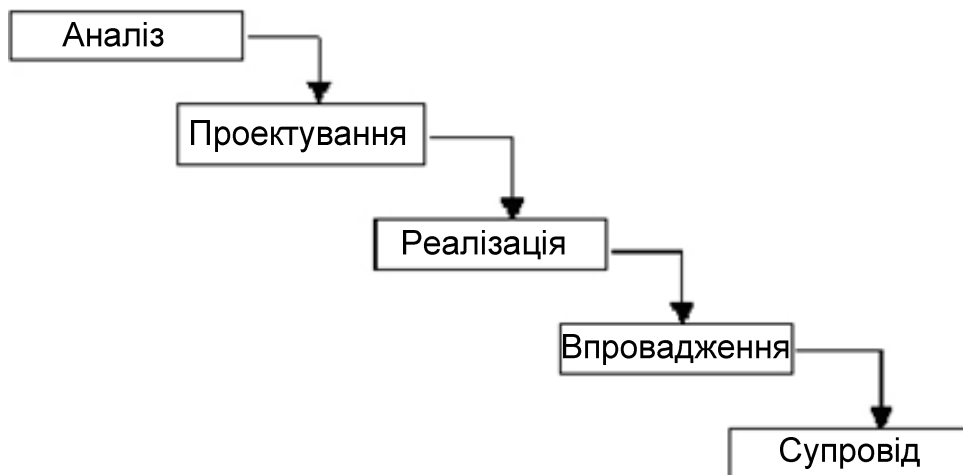 Аналіз
Проектування
Реалізація
Впровадження
Супровід